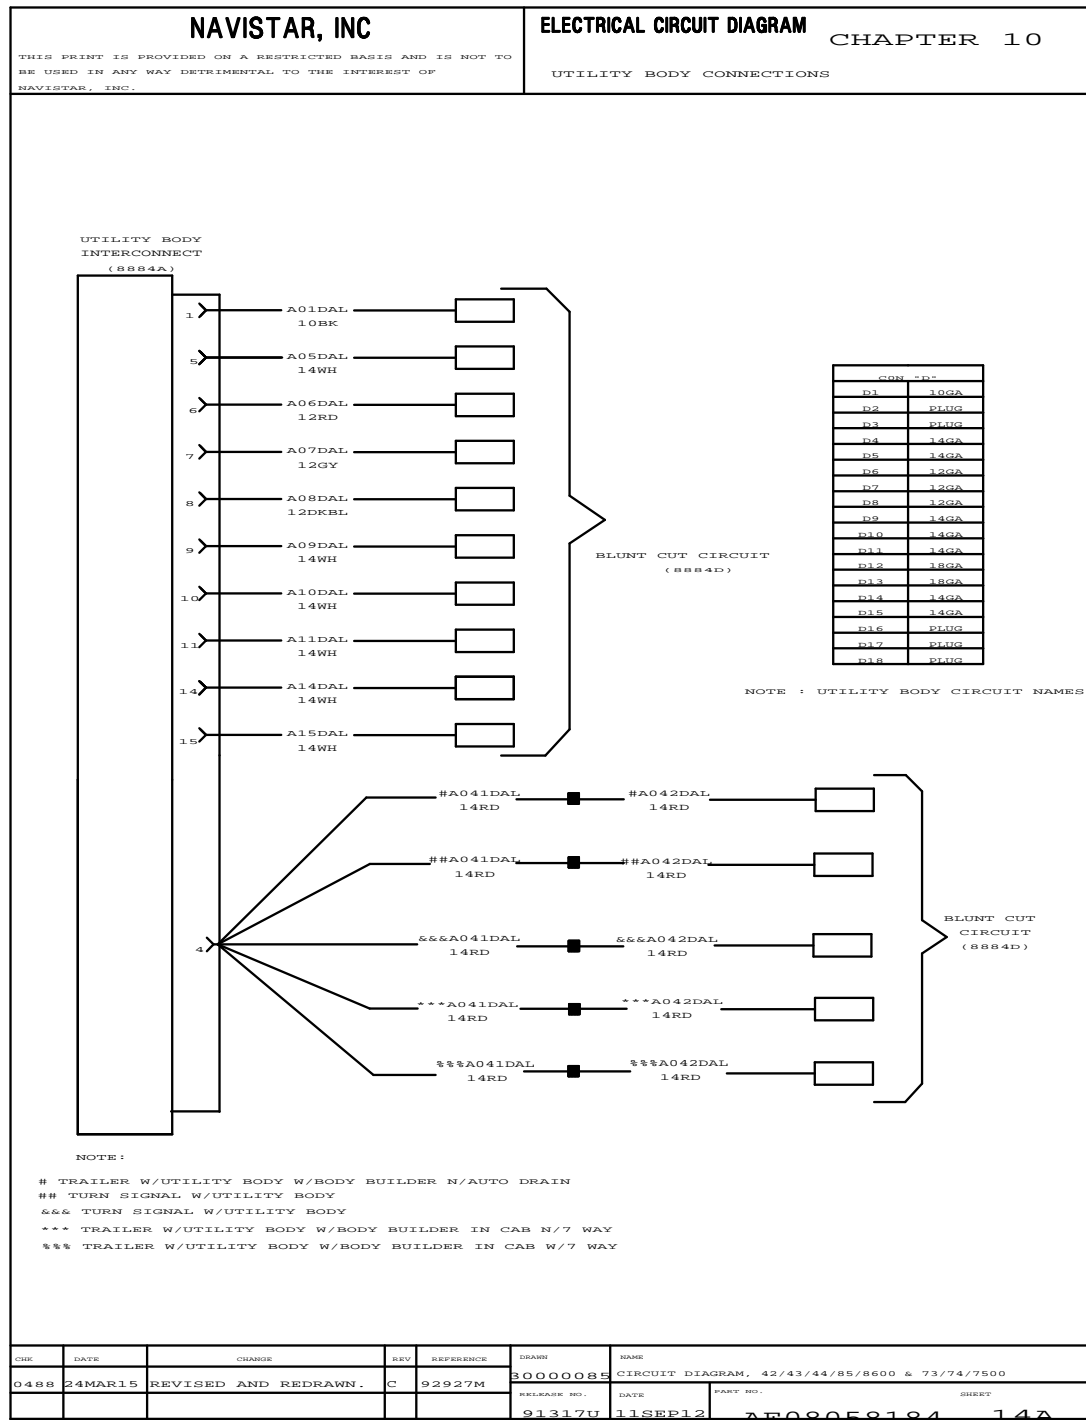 NAVISTAR, INC
THIS PRINT IS PROVIDED ON A RESTRICTED BASIS AND IS NOT TO
BE USED IN ANY WAY DETRIMENTAL TO THE INTEREST OF
NAVISTAR, INC.
ELECTRICAL CIRCUIT DIAGRAM
CHAPTER 10
UTILITY BODY CONNECTIONS
UTILITY BODY
INTERCONNECT
(8884A)
1 A01DAL
10BK
5 A05DAL
14WH
6 A06DAL
12RD
7 A07DAL
12GY
8 A08DAL
12DKBL
9 A09DAL
14WH
10 A10DAL
14WH
11 A11DAL
14WH
14 A14DAL
14WH
15 A15DAL
14WH
BLUNT CUT CIRCUIT
(8884D)
CON "D"
D1 10GA
D2 PLUG
D3 PLUG
D4 14GA
D5 14GA
D6 12GA
D7 12GA
D8 12GA
D9 14GA
D10 14GA
D11 14GA
D12 18GA
D13 18GA
D14 14GA
D15 14GA
D16 PLUG
D17 PLUG
D18 PLUG
NOTE : UTILITY BODY CIRCUIT NAMES
4
#A041DAL #A042DAL
14RD 14RD
##A041DAL ##A042DAL
14RD 14RD
&&&A041DAL &&&A042DAL
14RD 14RD
***A041DAL ***A042DAL
14RD 14RD
%%%A041DAL %%%A042DAL
14RD 14RD
BLUNT CUT
CIRCUIT
(8884D)
NOTE:
# TRAILER W/UTILITY BODY W/BODY BUILDER N/AUTO DRAIN
## TURN SIGNAL W/UTILITY BODY
&&& TURN SIGNAL W/UTILITY BODY
*** TRAILER W/UTILITY BODY W/BODY BUILDER IN CAB N/7 WAY
%%% TRAILER W/UTILITY BODY W/BODY BUILDER IN CAB W/7 WAY
CHK DATE CHANGE REV REFERENCE
0488 24MAR15 REVISED AND REDRAWN. C 92927M
DRAWN NAME
30000085 CIRCUIT DIAGRAM, 42/43/44/85/8600 & 73/74/7500
RELEASE NO. DATE PART NO. SHEET
91317U 11SEP12 AF08058184 14A